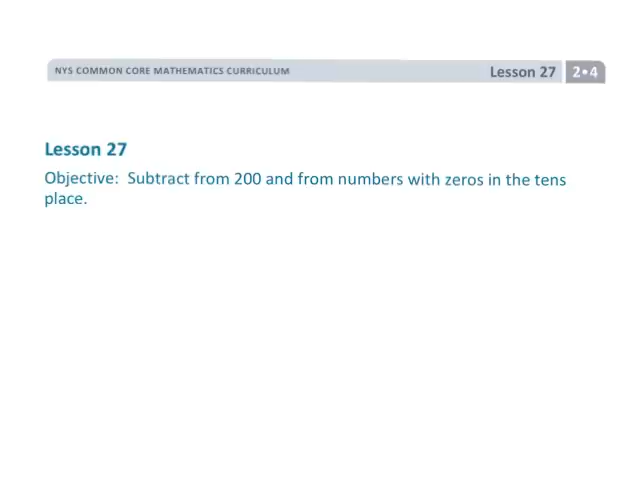 NYS COMMON CORE MATHEMATICS CURRICULUM Lesson 27 2•4
Lesson 27
Objective: Subtract from 200 and from numbers with zeros in the tens
place.